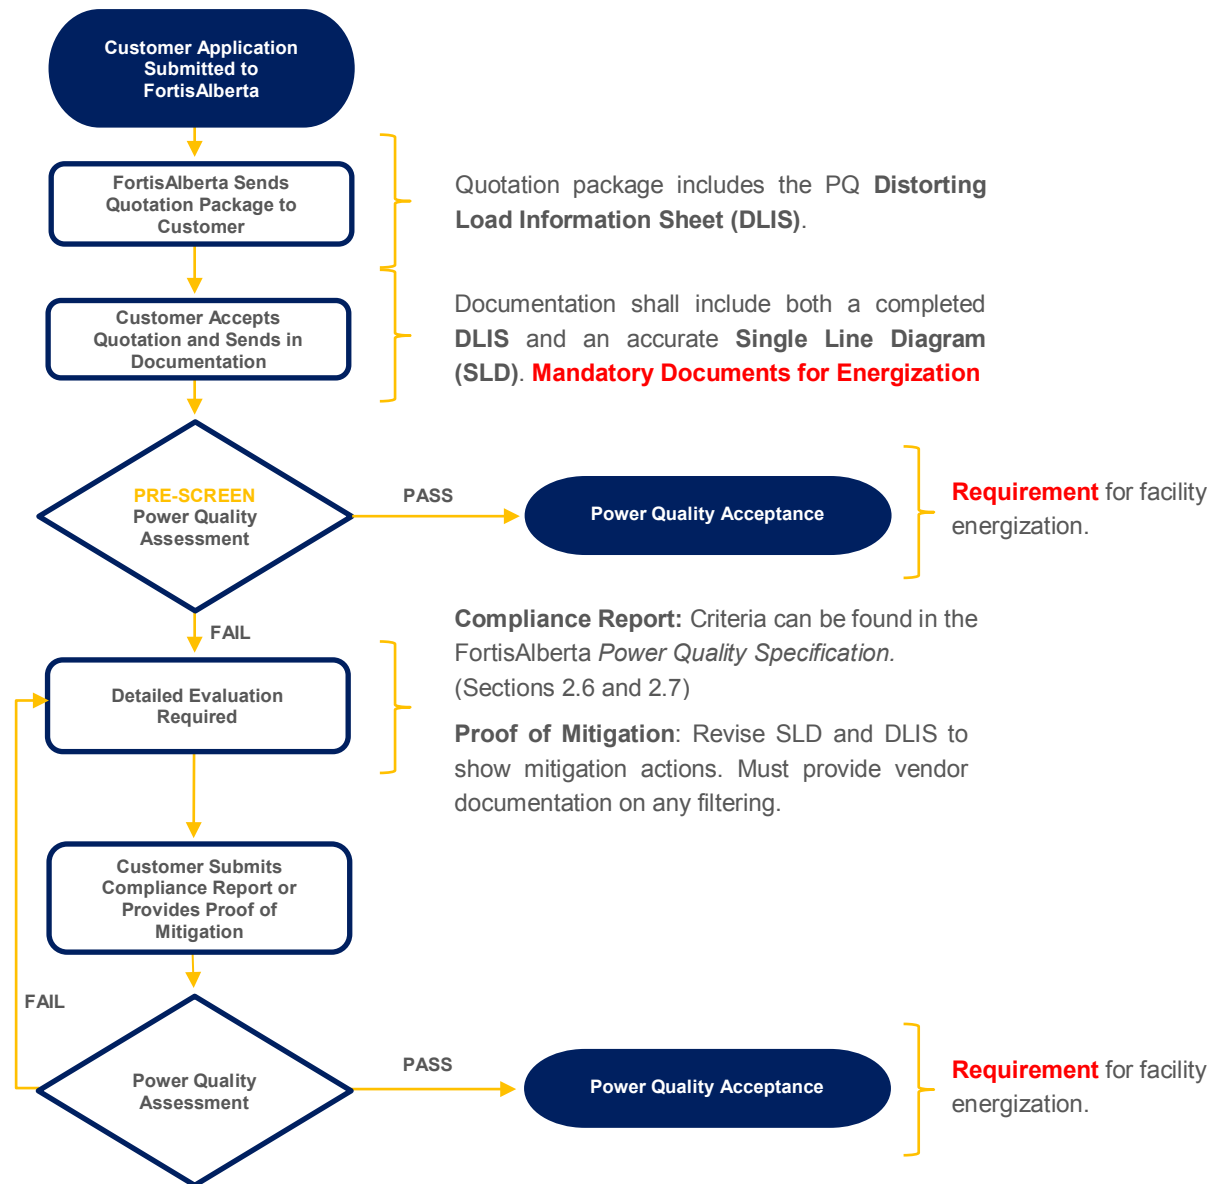 Customer Application
Submitted to
FortisAlberta
FortisAlberta Sends
Quotation Package to
Customer
Quotation package includes the PQ Distorting
Load Information Sheet (DLIS).
Customer Accepts
Quotation and Sends in
Documentation
Documentation shall include both a completed
DLIS and an accurate Single Line Diagram
(SLD). Mandatory Documents for Energization
PRE-SCREEN
Power Quality
Assessment
PASS
Power Quality Acceptance
Requirement for facility
energization.
FAIL
Detailed Evaluation
Required
Compliance Report: Criteria can be found in the
FortisAlberta Power Quality Specification.
(Sections 2.6 and 2.7)
Proof of Mitigation: Revise SLD and DLIS to
show mitigation actions. Must provide vendor
documentation on any filtering.
Customer Submits
Compliance Report or
Provides Proof of
Mitigation
FAIL
Power Quality
Assessment
PASS
Power Quality Acceptance
Requirement for facility
energization.